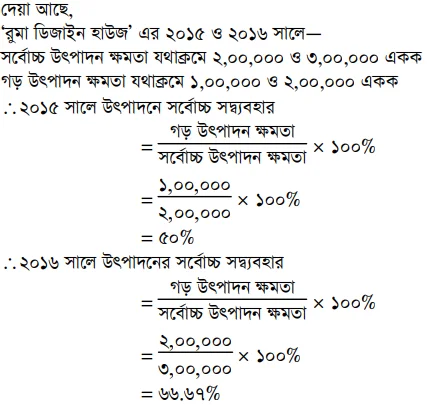 দেয়া আছে,
‘রুমা ডিজাইন হাউজ’ এর ২০১৫ ও ২০১৬ সালে—
সর্বোচ্চ উৎপাদন ক্ষমতা যথাক্রমে ২,০০,০০০ ও ৩,০০,০০০ একক
গড় উৎপাদন ক্ষমতা যথাক্রমে ১,০০,০০০ ও ২,০০,০০০ একক
∴২০১৫ সালে উৎপাদনে সর্বোচ্চ সদ্ব্যবহার
গড় উৎপাদন ক্ষমতা
= × ১০০%
সর্বোচ্চ উৎপাদন ক্ষমতা
১,০০,০০০
= × ১০০%
২,০০,০০০
= ৫০%
∴২০১৬ সালে উৎপাদনের সর্বোচ্চ সদ্ব্যবহার
গড় উৎপাদন ক্ষমতা
= × ১০০%
সর্বোচ্চ উৎপাদন ক্ষমতা
২,০০,০০০
= × ১০০%
৩,০০,০০০
= ৬৬.৬৭%